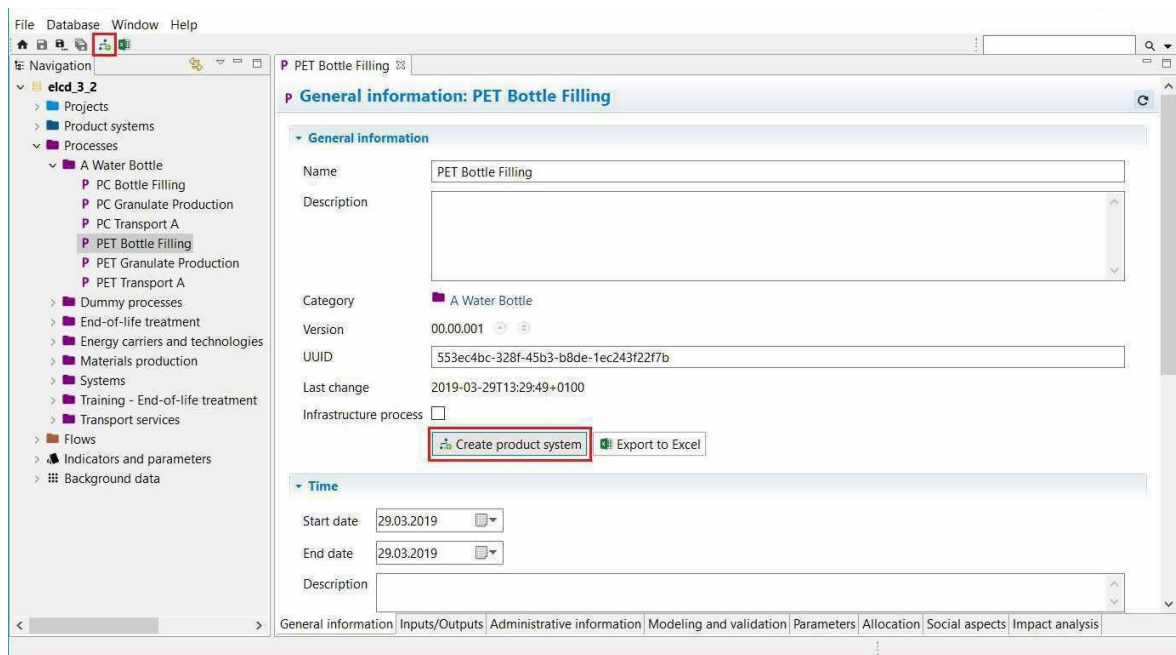 File Database Window Help
Navigation
elcd_3_2
Projects
Product systems
Processes
A Water Bottle
P PC Bottle Filling
P PC Granulate Production
P PC Transport A
P PET Bottle Filling
P PET Granulate Production
P PET Transport A
Dummy processes
End-of-life treatment
Energy carriers and technologies
Materials production
Systems
Training - End-of-life treatment
Transport services
Flows
Indicators and parameters
Background data
P PET Bottle Filling
P General information: PET Bottle Filling
General information
Name PET Bottle Filling
Description
Category A Water Bottle
Version 00.00.001
UUID 553ec4bc-328f-45b3-b8de-1ec243f22f7b
Last change 2019-03-29T13:29:49+0100
Infrastructure process
Create product system Export to Excel
Time
Start date 29.03.2019
End date 29.03.2019
Description
General information Inputs/Outputs Administrative information Modeling and validation Parameters Allocation Social aspects Impact analysis